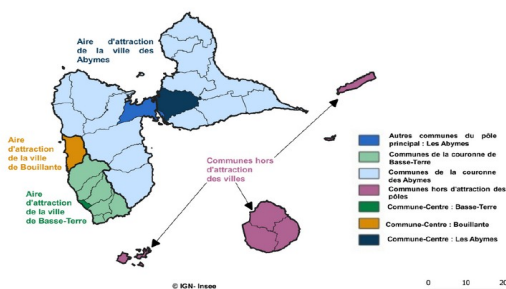 Aire d'attraction
de la ville des
Abymes
Aire
d'attraction
de la ville
de Bouillante
Aire
d'attraction
de la ville
de Basse-Terre
Communes hors
d'attraction
des villes
Autres communes du pôle
principal : Les Abymes
Communes de la couronne de
Basse-Terre
Communes de la couronne
des Abymes
Communes hors d'attraction des
pôles
Commune-Centre : Basse-Terre
Commune-Centre : Bouillante
Commune-Centre : Les Abymes
© IGN- Insee
0 10 20